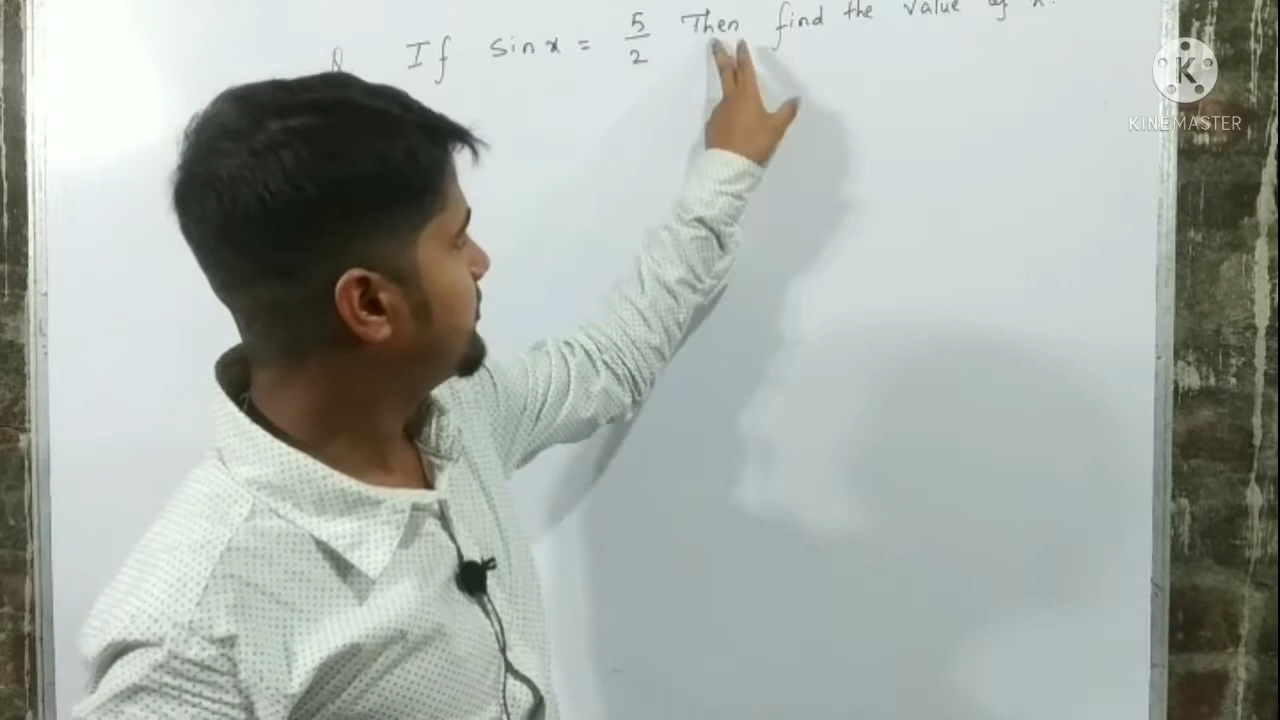 Q. If sin x = 5/2 Then find the value of x.
K
KINEMASTER